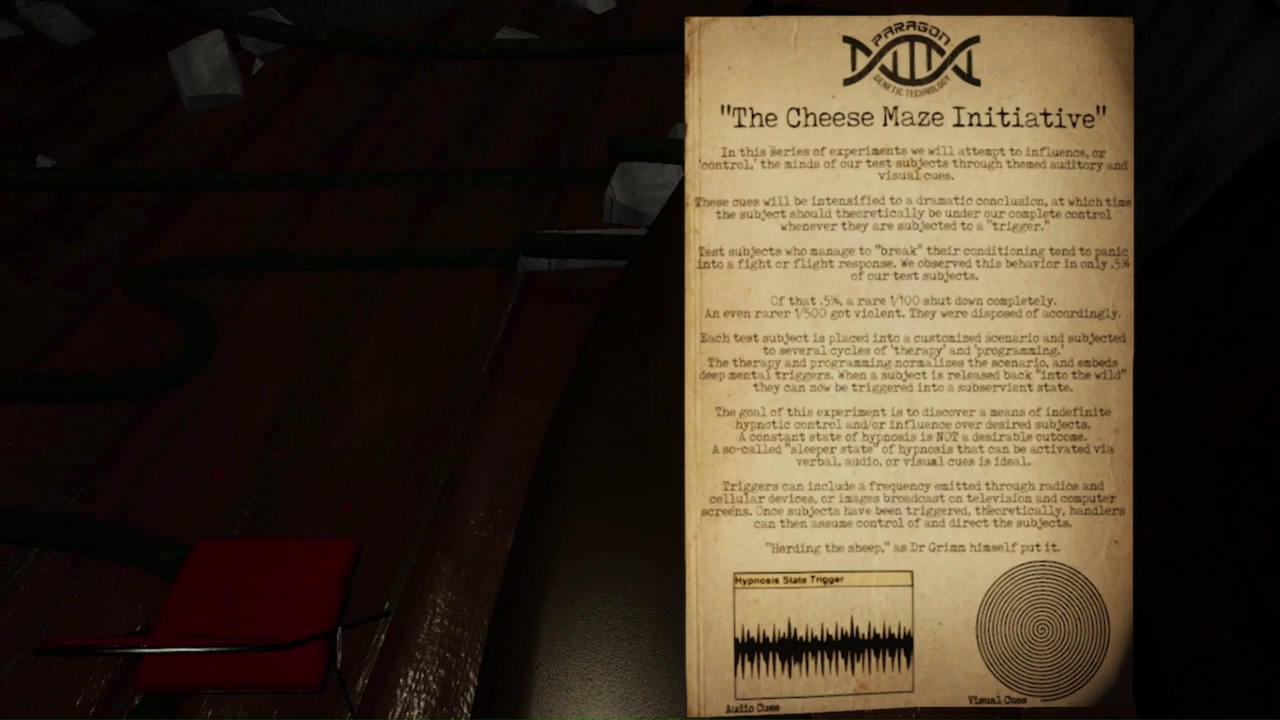 PARAGON
GENETIC TECHNOLOGY
"The Cheese Maze Initiative"
In this series of experiments we will attempt to influence, or
'control,' the minds of our test subjects through themed auditory and
visual cues.
These cues will be intensified to a dramatic conclusion, at which time
the subject should theoretically be under our complete control
whenever they are subjected to a "trigger."
Test subjects who manage to "break" their conditioning tend to panic
into a fight or flight response. We observed this behavior in only .5%
of our test subjects.
Of that .5%, a rare 1/100 shut down completely.
An even rarer 1/500 got violent. They were disposed of accordingly.
Each test subject is placed into a customized scenario and subjected
to several cycles of 'therapy' and 'programming.'
The therapy and programming normalizes the scenario, and embeds
deep mental triggers. When a subject is released back "into the wild"
they can now be triggered into a subservient state.
The goal of this experiment is to discover a means of indefinite
hypnotic control and/or influence over desired subjects.
A constant state of hypnosis is NOT a desirable outcome.
A so-called "sleeper state" of hypnosis that can be activated via
verbal, audio, or visual cues is ideal.
Triggers can include a frequency emitted through radios and
cellular devices, or images broadcast on television and computer
screens. Once subjects have been triggered, theoretically, handlers
can then assume control of and direct the subjects.
"Herding the sheep," as Dr Grimm himself put it.
Hypnosis State Trigger
Audio Cues
Visual Cues